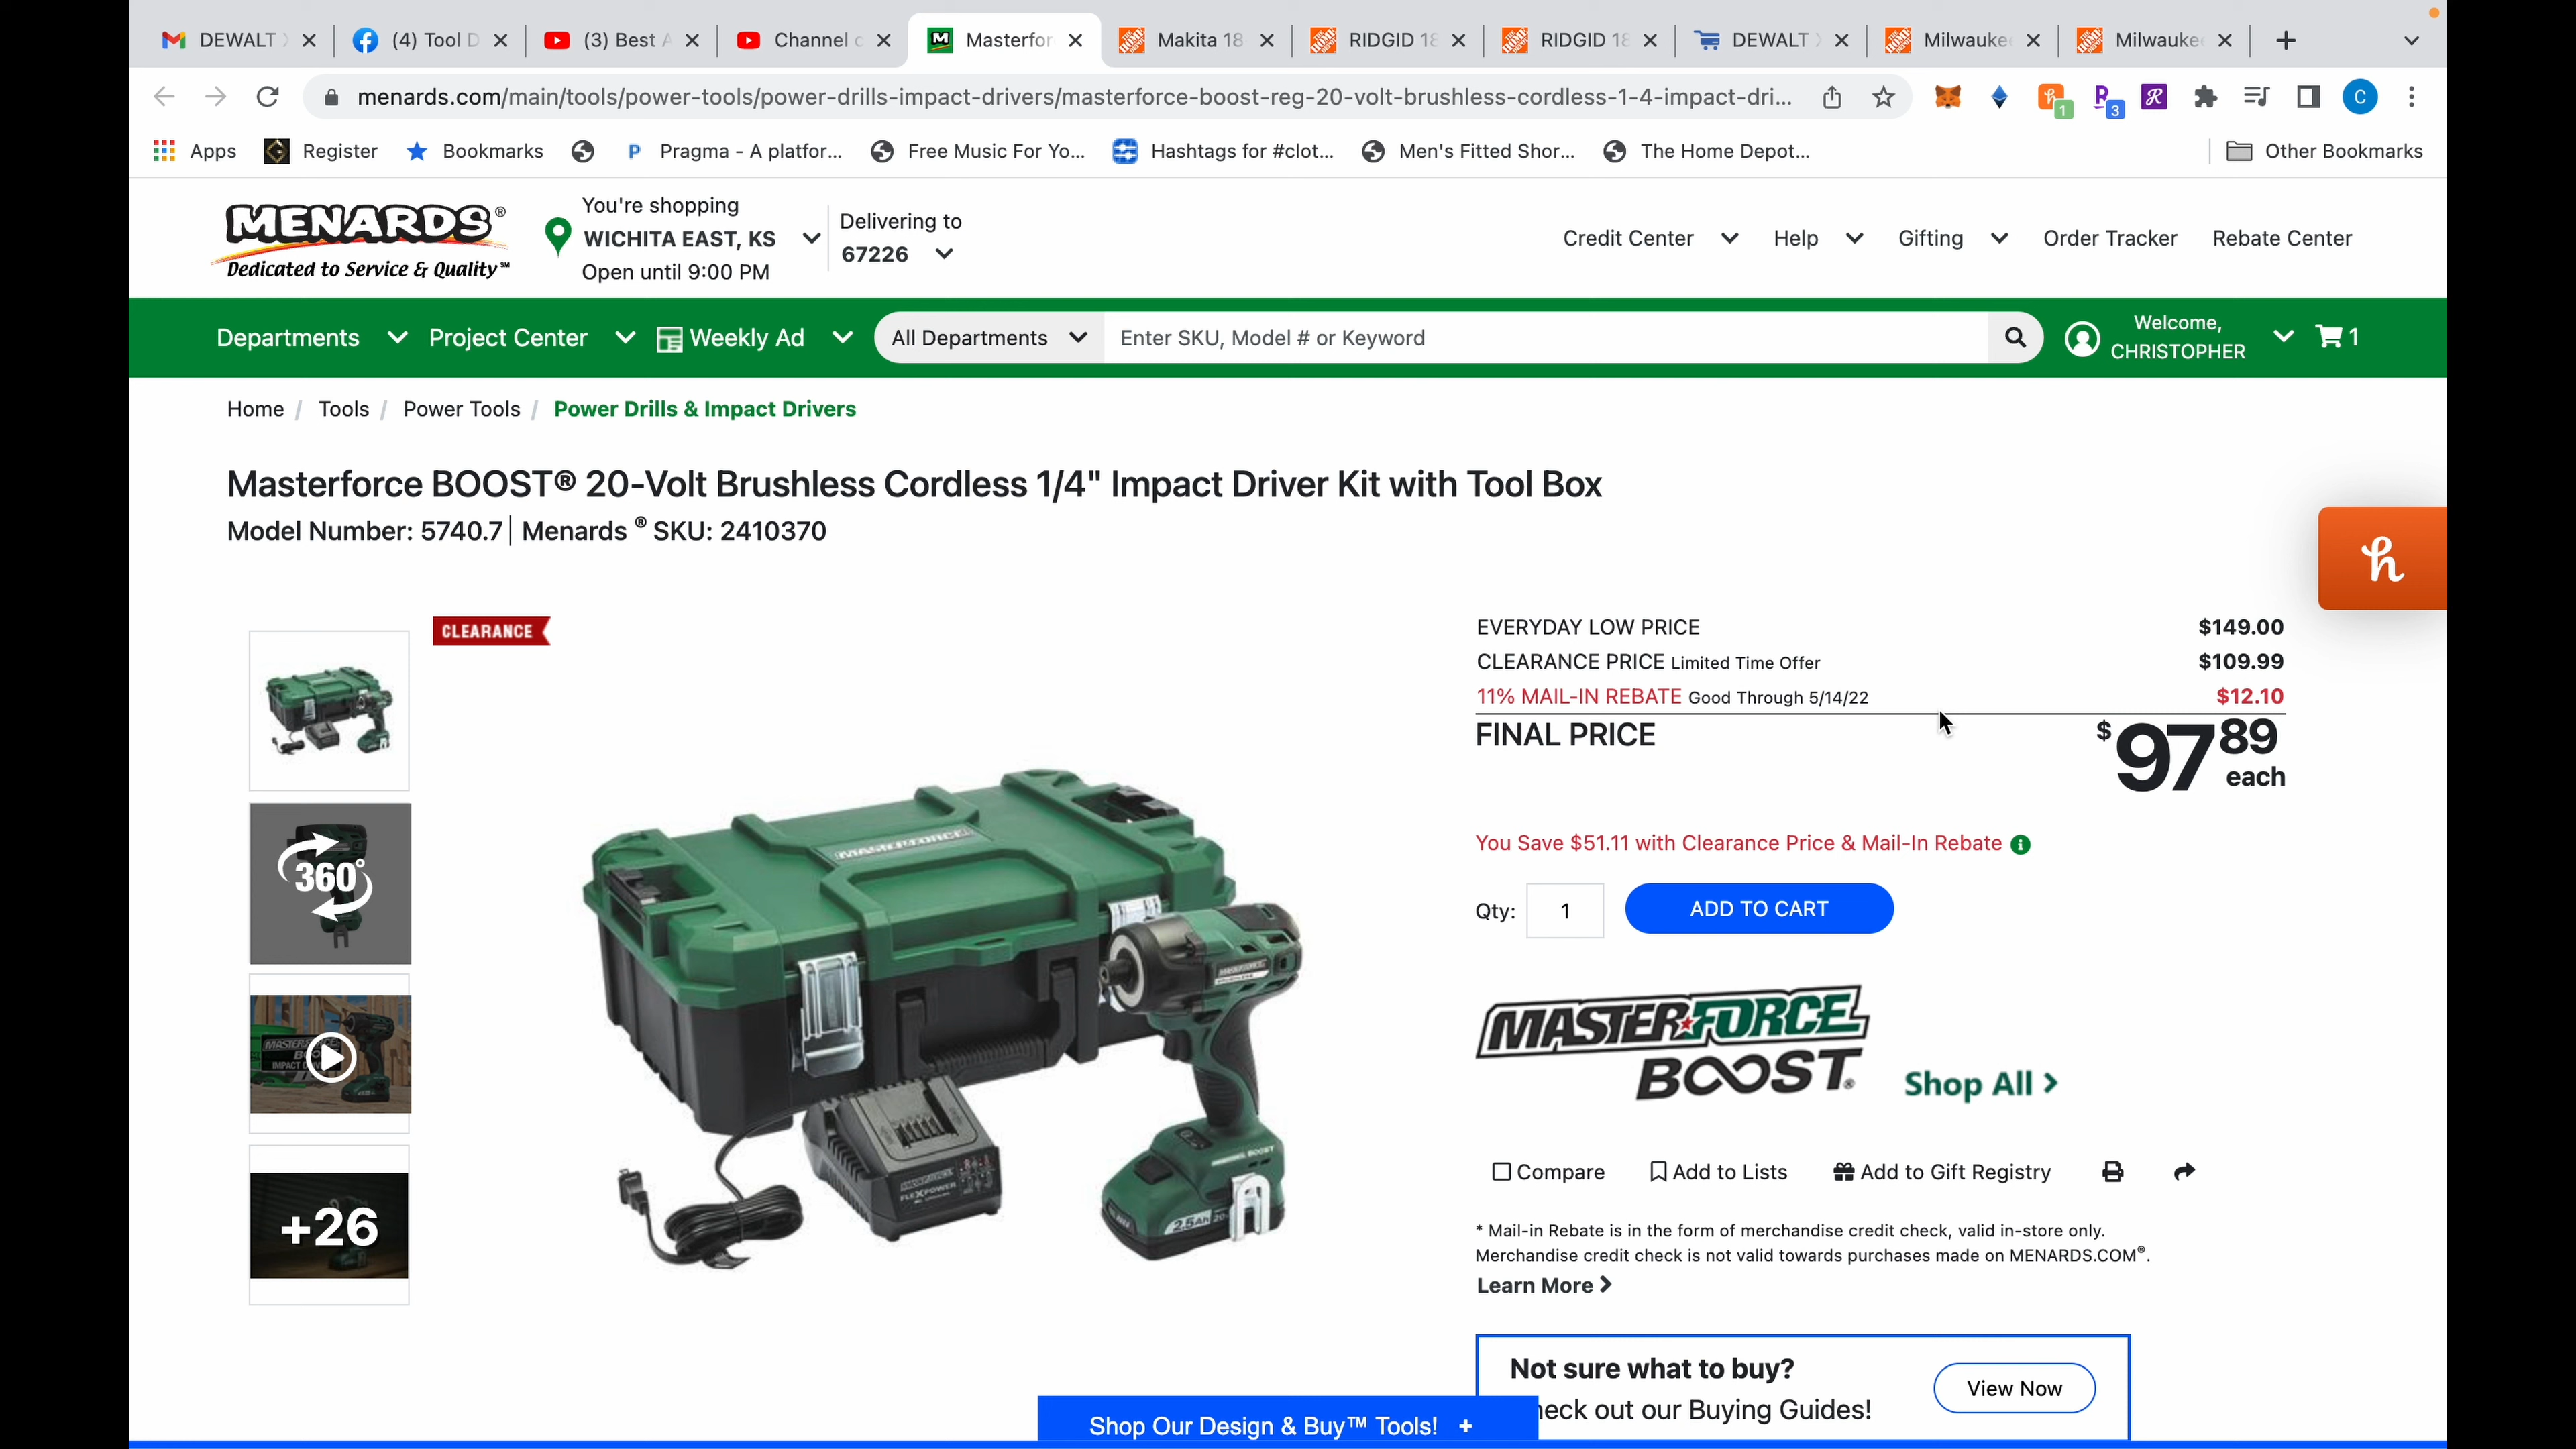 DEWALT
(4) Tool D
(3) Best A
Channel c
Masterfor
Makita 18
RIDGID 18
RIDGID 18
DEWALT
Milwauke
Milwauke
menards.com/main/tools/power-tools/power-drills-impact-drivers/masterforce-boost-reg-20-volt-brushless-cordless-1-4-impact-dri...
1
3
C
Apps
Register
Bookmarks
Pragma - A platfor...
Free Music For Yo...
Hashtags for #clot...
Men's Fitted Shor...
The Home Depot...
Other Bookmarks
MENARDS®
Dedicated to Service & Quality℠
You're shopping
WICHITA EAST, KS
Open until 9:00 PM
Delivering to
67226
Credit Center
Help
Gifting
Order Tracker
Rebate Center
Departments
Project Center
Weekly Ad
All Departments
Enter SKU, Model # or Keyword
Welcome,
CHRISTOPHER
1
Home / Tools / Power Tools / Power Drills & Impact Drivers
Masterforce BOOST® 20-Volt Brushless Cordless 1/4" Impact Driver Kit with Tool Box
Model Number: 5740.7 | Menards ® SKU: 2410370
CLEARANCE
360°
+26
MASTERFORCE
FLEXPOWER
2.5Ah
EVERYDAY LOW PRICE $149.00
CLEARANCE PRICE Limited Time Offer $109.99
11% MAIL-IN REBATE Good Through 5/14/22 $12.10
FINAL PRICE $97 89 each
You Save $51.11 with Clearance Price & Mail-In Rebate
Qty: 1 ADD TO CART
MASTERFORCE
BOOST®
Shop All >
Compare
Add to Lists
Add to Gift Registry
* Mail-in Rebate is in the form of merchandise credit check, valid in-store only.
Merchandise credit check is not valid towards purchases made on MENARDS.COM®.
Learn More >
Not sure what to buy?
heck out our Buying Guides!
View Now
Shop Our Design & Buy™ Tools! +